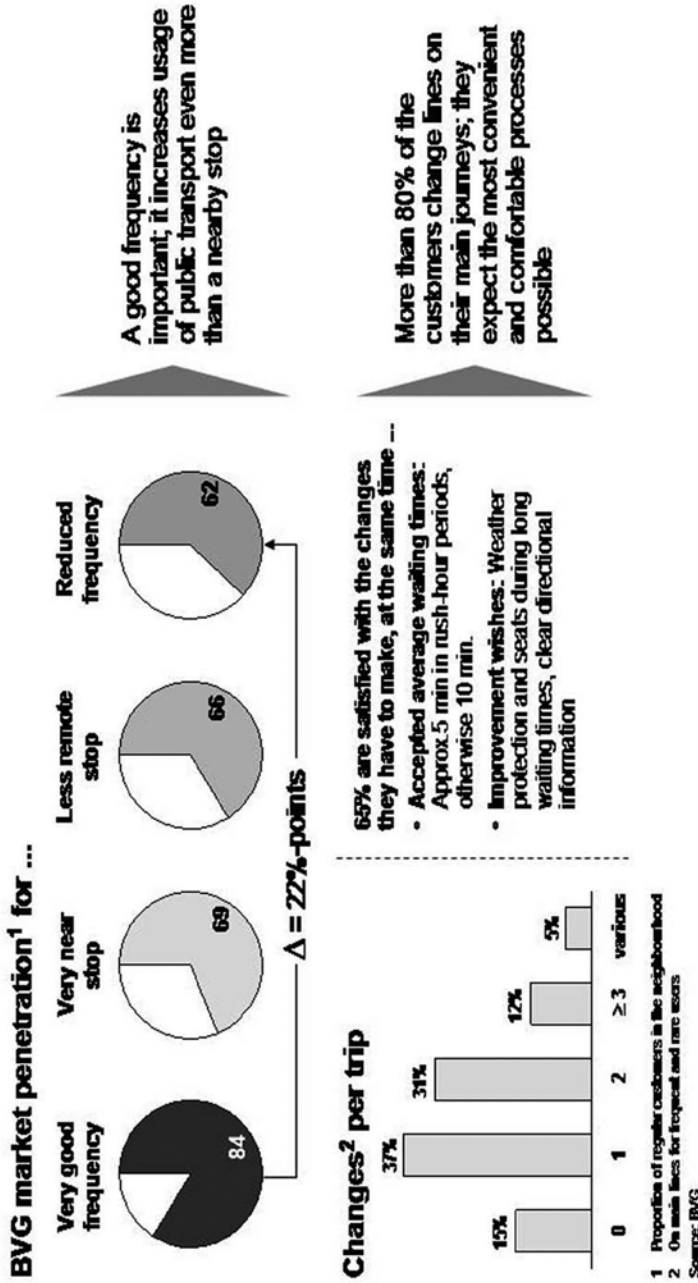 BVG market penetration¹ for ...
Very good
frequency
84
Very near
stop
69
Less remote
stop
66
Reduced
frequency
62
Δ = 22%-points
A good frequency is
important; it increases usage
of public transport even more
than a nearby stop
Changes² per trip
15%
37%
31%
12%
5%
0
1
2
≥ 3
various
65% are satisfied with the changes
they have to make, at the same time ...
• Accepted average waiting times:
Approx.5 min in rush-hour periods,
otherwise 10 min.
• Improvement wishes: Weather
protection and seats during long
waiting times, clear directional
information
More than 80% of the
customers change lines on
their main journeys; they
expect the most convenient
and comfortable processes
possible
1 Proportion of regular customers in the neighbourhood
2 On main lines for frequent and rare users
Source: BVG